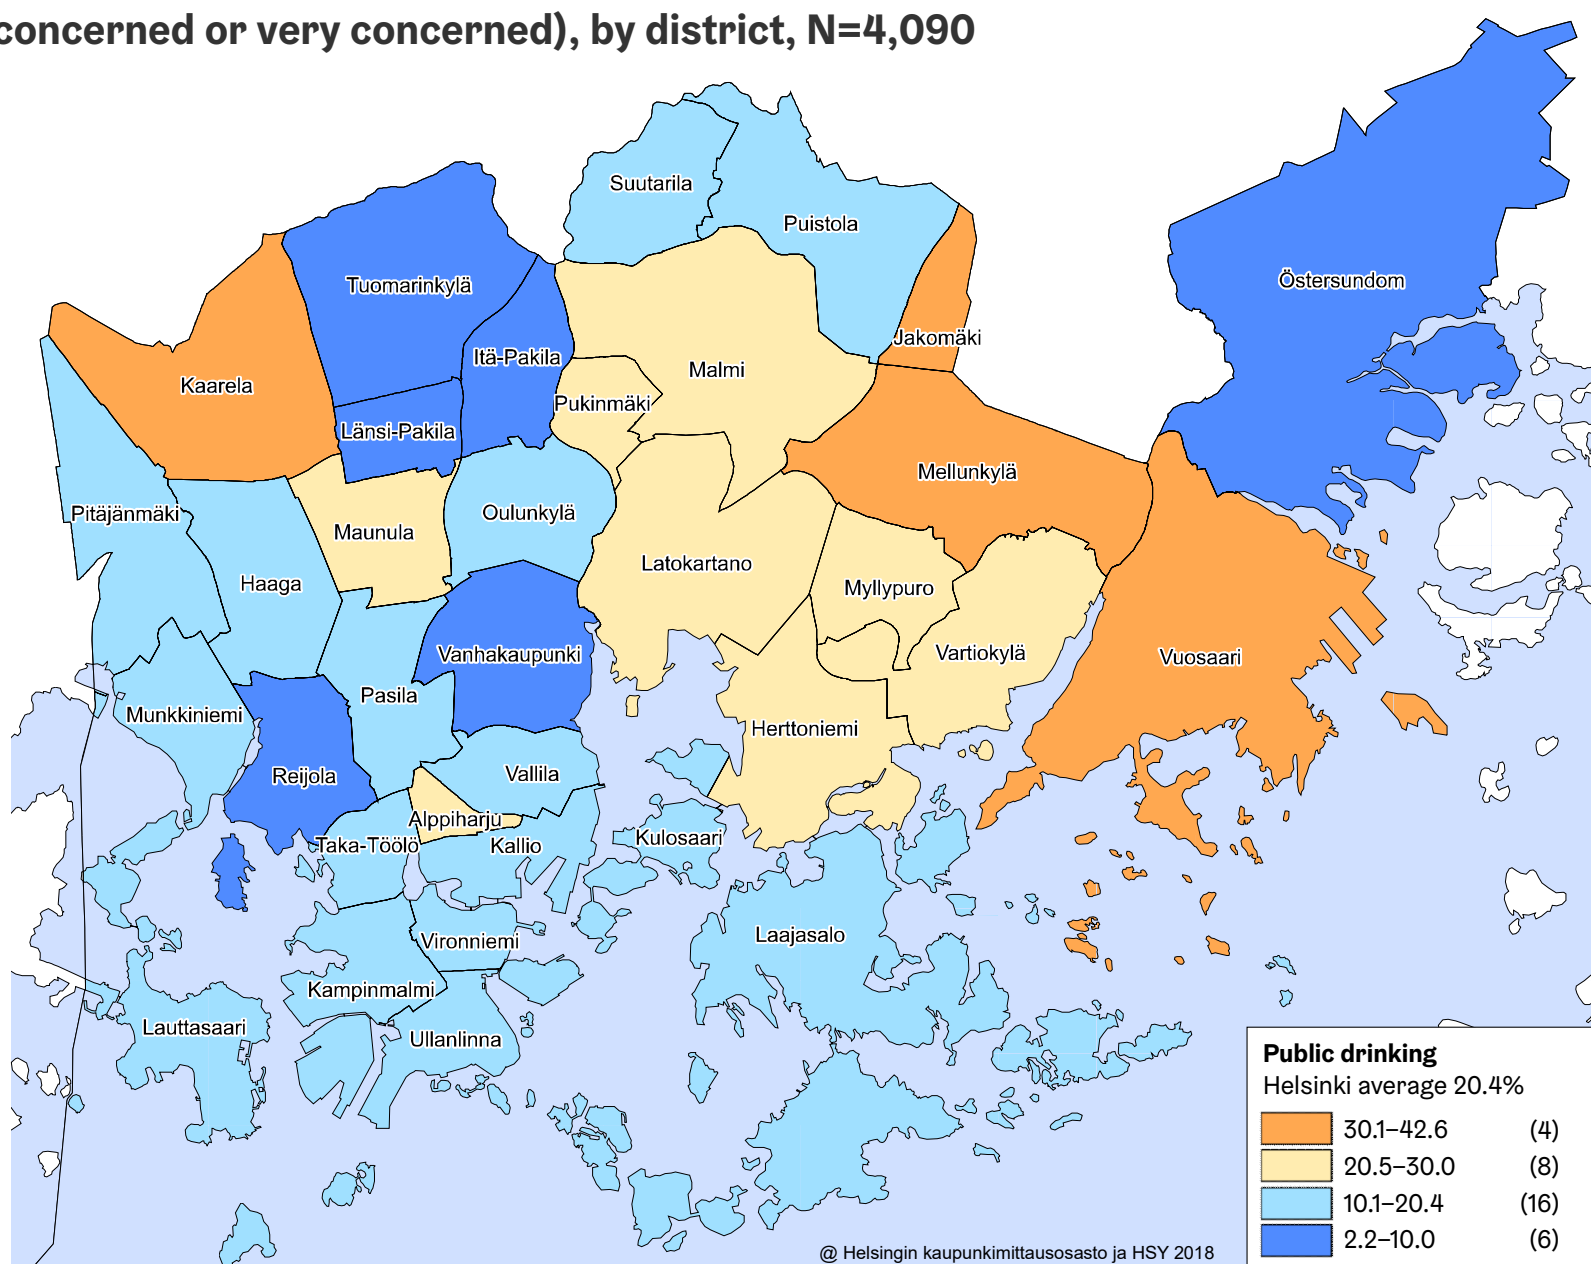 concerned or very concerned), by district, N=4,090
Suutarila
Puistola
Tuomarinkylä
Östersundom
Jakomäki
Itä-Pakila
Malmi
Kaarela
Pukinmäki
Länsi-Pakila
Mellunkylä
Pitäjänmäki
Oulunkylä
Maunula
Latokartano
Haaga
Myllypuro
Vanhakaupunki
Vartiokylä
Vuosaari
Pasila
Munkkiniemi
Herttoniemi
Reijola
Vallila
Alppiharju
Kulosaari
Taka-Töölö
Kallio
Laajasalo
Vironniemi
Kampinmalmi
Lauttasaari
Ullanlinna
Public drinking
Helsinki average 20.4%
30.1–42.6 (4)
20.5–30.0 (8)
10.1–20.4 (16)
2.2–10.0 (6)
@ Helsingin kaupunkimittausosasto ja HSY 2018